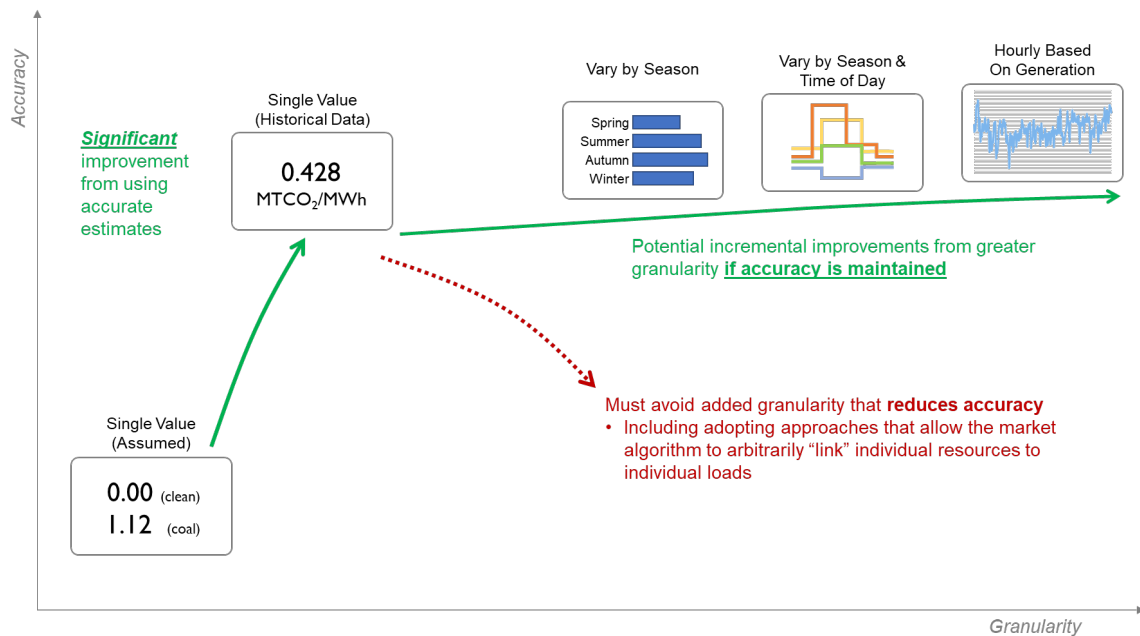 Accuracy
Significant
improvement
from using
accurate
estimates
Single Value
(Historical Data)
0.428
MTCO₂/MWh
Vary by Season
Spring
Summer
Autumn
Winter
Vary by Season &
Time of Day
Hourly Based
On Generation
Potential incremental improvements from greater
granularity if accuracy is maintained
Must avoid added granularity that reduces accuracy
• Including adopting approaches that allow the market
algorithm to arbitrarily “link” individual resources to
individual loads
Single Value
(Assumed)
0.00 (clean)
1.12 (coal)
Granularity